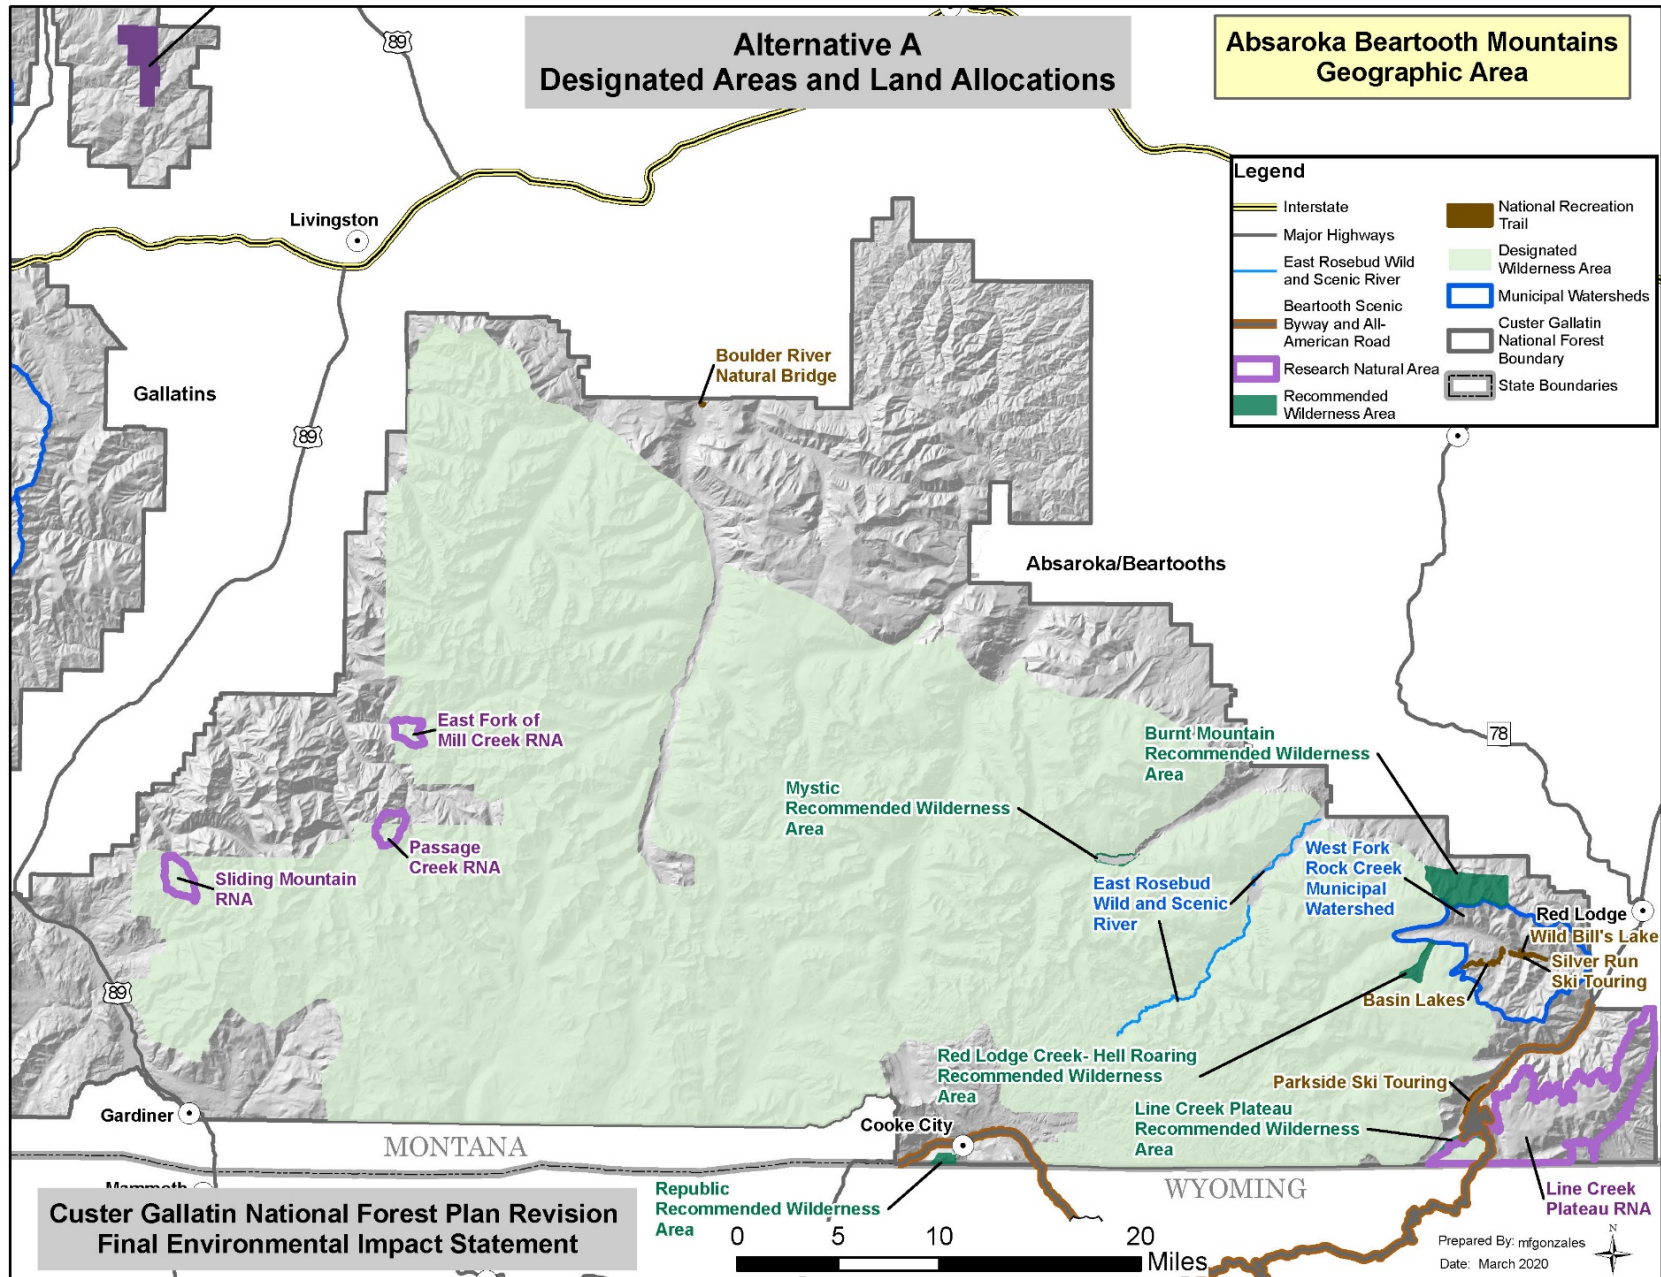 Alternative A
Designated Areas and Land Allocations
Absaroka Beartooth Mountains
Geographic Area
89
Legend
Interstate
Major Highways
East Rosebud Wild
and Scenic River
Beartooth Scenic
Byway and All-
American Road
Research Natural Area
Recommended
Wilderness Area
National Recreation
Trail
Designated
Wilderness Area
Municipal Watersheds
Custer Gallatin
National Forest
Boundary
State Boundaries
Livingston
Boulder River
Natural Bridge
Gallatins
89
Absaroka/Beartooths
East Fork of
Mill Creek RNA
Burnt Mountain
Recommended Wilderness
Area
78
Mystic
Recommended Wilderness
Area
Passage
Creek RNA
Sliding Mountain
RNA
East Rosebud
Wild and Scenic
River
West Fork
Rock Creek
Municipal
Watershed
Red Lodge
Wild Bill's Lake
Silver Run
Ski Touring
Basin Lakes
89
Red Lodge Creek- Hell Roaring
Recommended Wilderness
Area
Parkside Ski Touring
Line Creek Plateau
Recommended Wilderness
Area
Gardiner
Cooke City
MONTANA
WYOMING
Mammoth
Republic
Recommended Wilderness
Area
Line Creek
Plateau RNA
Custer Gallatin National Forest Plan Revision
Final Environmental Impact Statement
0 5 10 20
Miles
N
Prepared By: mfgonzales
Date: March 2020